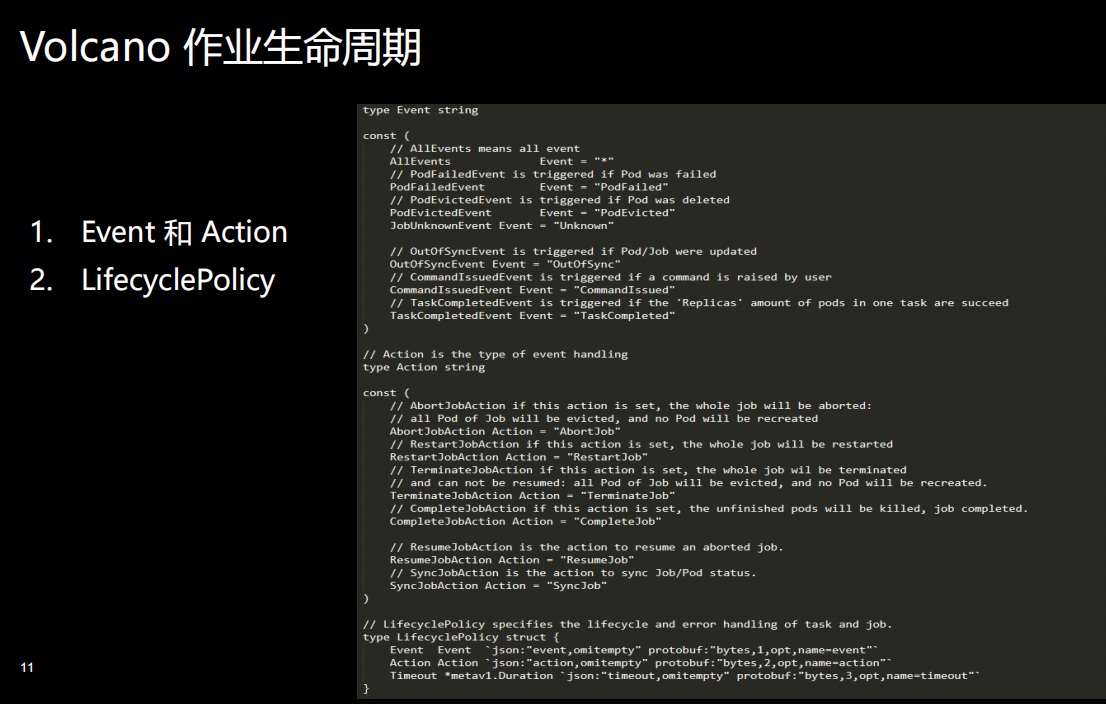 Volcano 作业生命周期
1. Event 和 Action
2. LifecyclePolicy
type Event string
const (
// AllEvents means all event
AllEvents Event = "*"
// PodFailedEvent is triggered if Pod was failed
PodFailedEvent Event = "PodFailed"
// PodEvictedEvent is triggered if Pod was deleted
PodEvictedEvent Event = "PodEvicted"
JobUnknownEvent Event = "Unknown"
// OutOfSyncEvent is triggered if Pod/Job were updated
OutOfSyncEvent Event = "OutOfSync"
// CommandIssuedEvent is triggered if a command is raised by user
CommandIssuedEvent Event = "CommandIssued"
// TaskCompletedEvent is triggered if the 'Replicas' amount of pods in one task are succeed
TaskCompletedEvent Event = "TaskCompleted"
)
// Action is the type of event handling
type Action string
const (
// AbortJobAction if this action is set, the whole job will be aborted:
// all Pod of Job will be evicted, and no Pod will be recreated
AbortJobAction Action = "AbortJob"
// RestartJobAction if this action is set, the whole job will be restarted
RestartJobAction Action = "RestartJob"
// TerminateJobAction if this action is set, the whole job wil be terminated
// and can not be resumed: all Pod of Job will be evicted, and no Pod will be recreated.
TerminateJobAction Action = "TerminateJob"
// CompleteJobAction if this action is set, the unfinished pods will be killed, job completed.
CompleteJobAction Action = "CompleteJob"
// ResumeJobAction is the action to resume an aborted job.
ResumeJobAction Action = "ResumeJob"
// SyncJobAction is the action to sync Job/Pod status.
SyncJobAction Action = "SyncJob"
)
// LifecyclePolicy specifies the lifecycle and error handling of task and job.
type LifecyclePolicy struct {
Event Event `json:"event,omitempty" protobuf:"bytes,1,opt,name=event"`
Action Action `json:"action,omitempty" protobuf:"bytes,2,opt,name=action"`
Timeout *metav1.Duration `json:"timeout,omitempty" protobuf:"bytes,3,opt,name=timeout"`
}
11